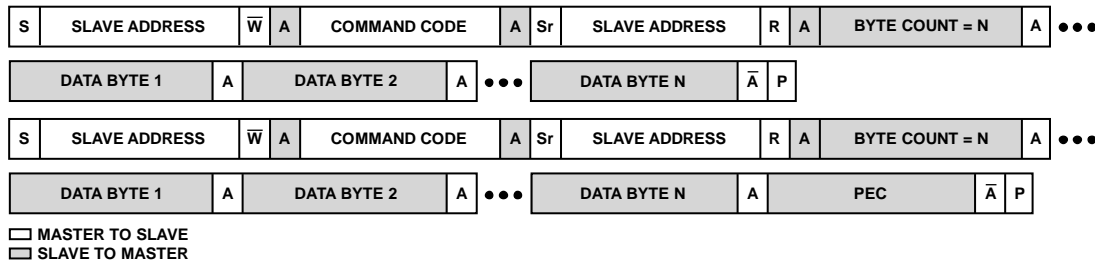 S SLAVE ADDRESS W̅ A COMMAND CODE A Sr SLAVE ADDRESS R A BYTE COUNT = N A •••
DATA BYTE 1 A DATA BYTE 2 A ••• DATA BYTE N A̅ P
S SLAVE ADDRESS W̅ A COMMAND CODE A Sr SLAVE ADDRESS R A BYTE COUNT = N A •••
DATA BYTE 1 A DATA BYTE 2 A ••• DATA BYTE N A PEC A̅ P
MASTER TO SLAVE
SLAVE TO MASTER